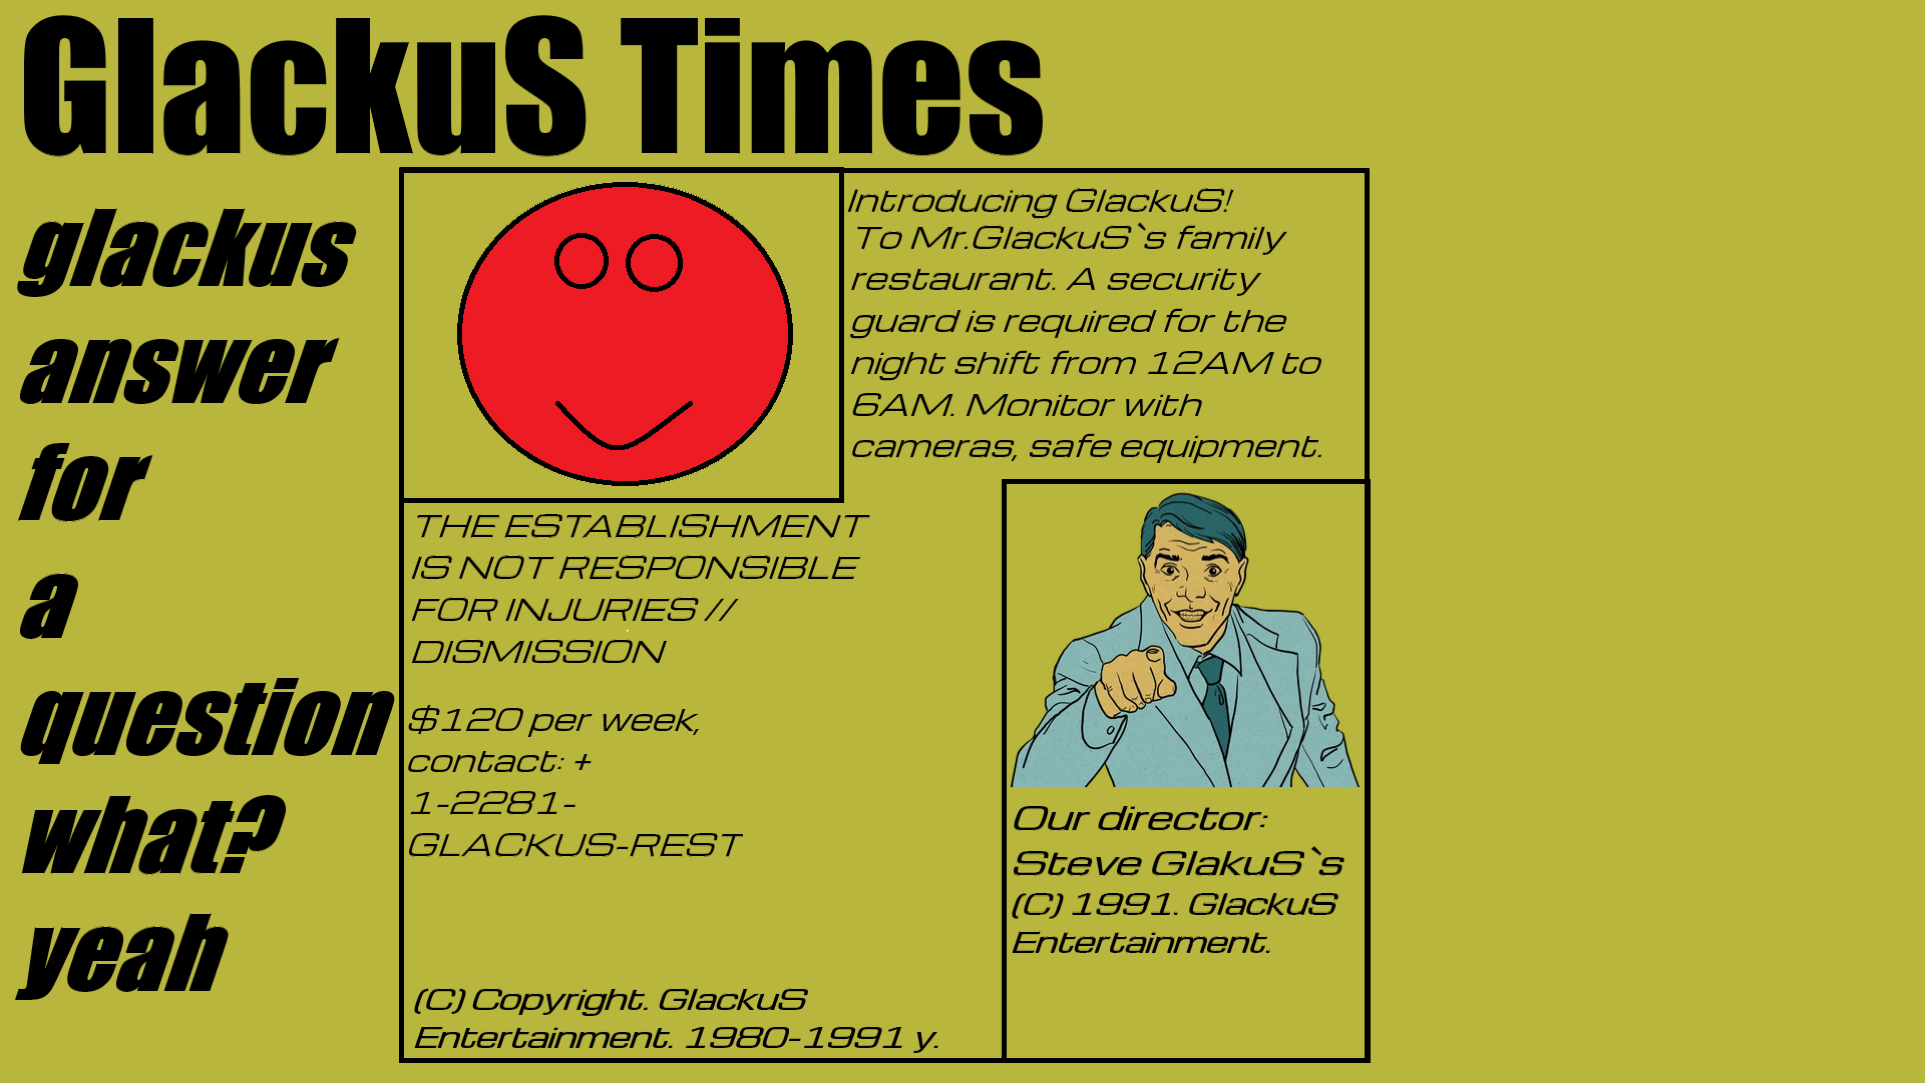 GlackuS Times
glackus
answer
for
a
question
what?
yeah
Introducing GlackuS!
To Mr.GlackuS`s family
restaurant. A security
guard is required for the
night shift from 12AM to
6AM. Monitor with
cameras, safe equipment.
THE ESTABLISHMENT
IS NOT RESPONSIBLE
FOR INJURIES //
DISMISSION
$120 per week,
contact: +
1-2281-
GLACKUS-REST
(C) Copyright. GlackuS
Entertainment. 1980-1991 y.
Our director:
Steve GlakuS`s
(C) 1991. GlackuS
Entertainment.